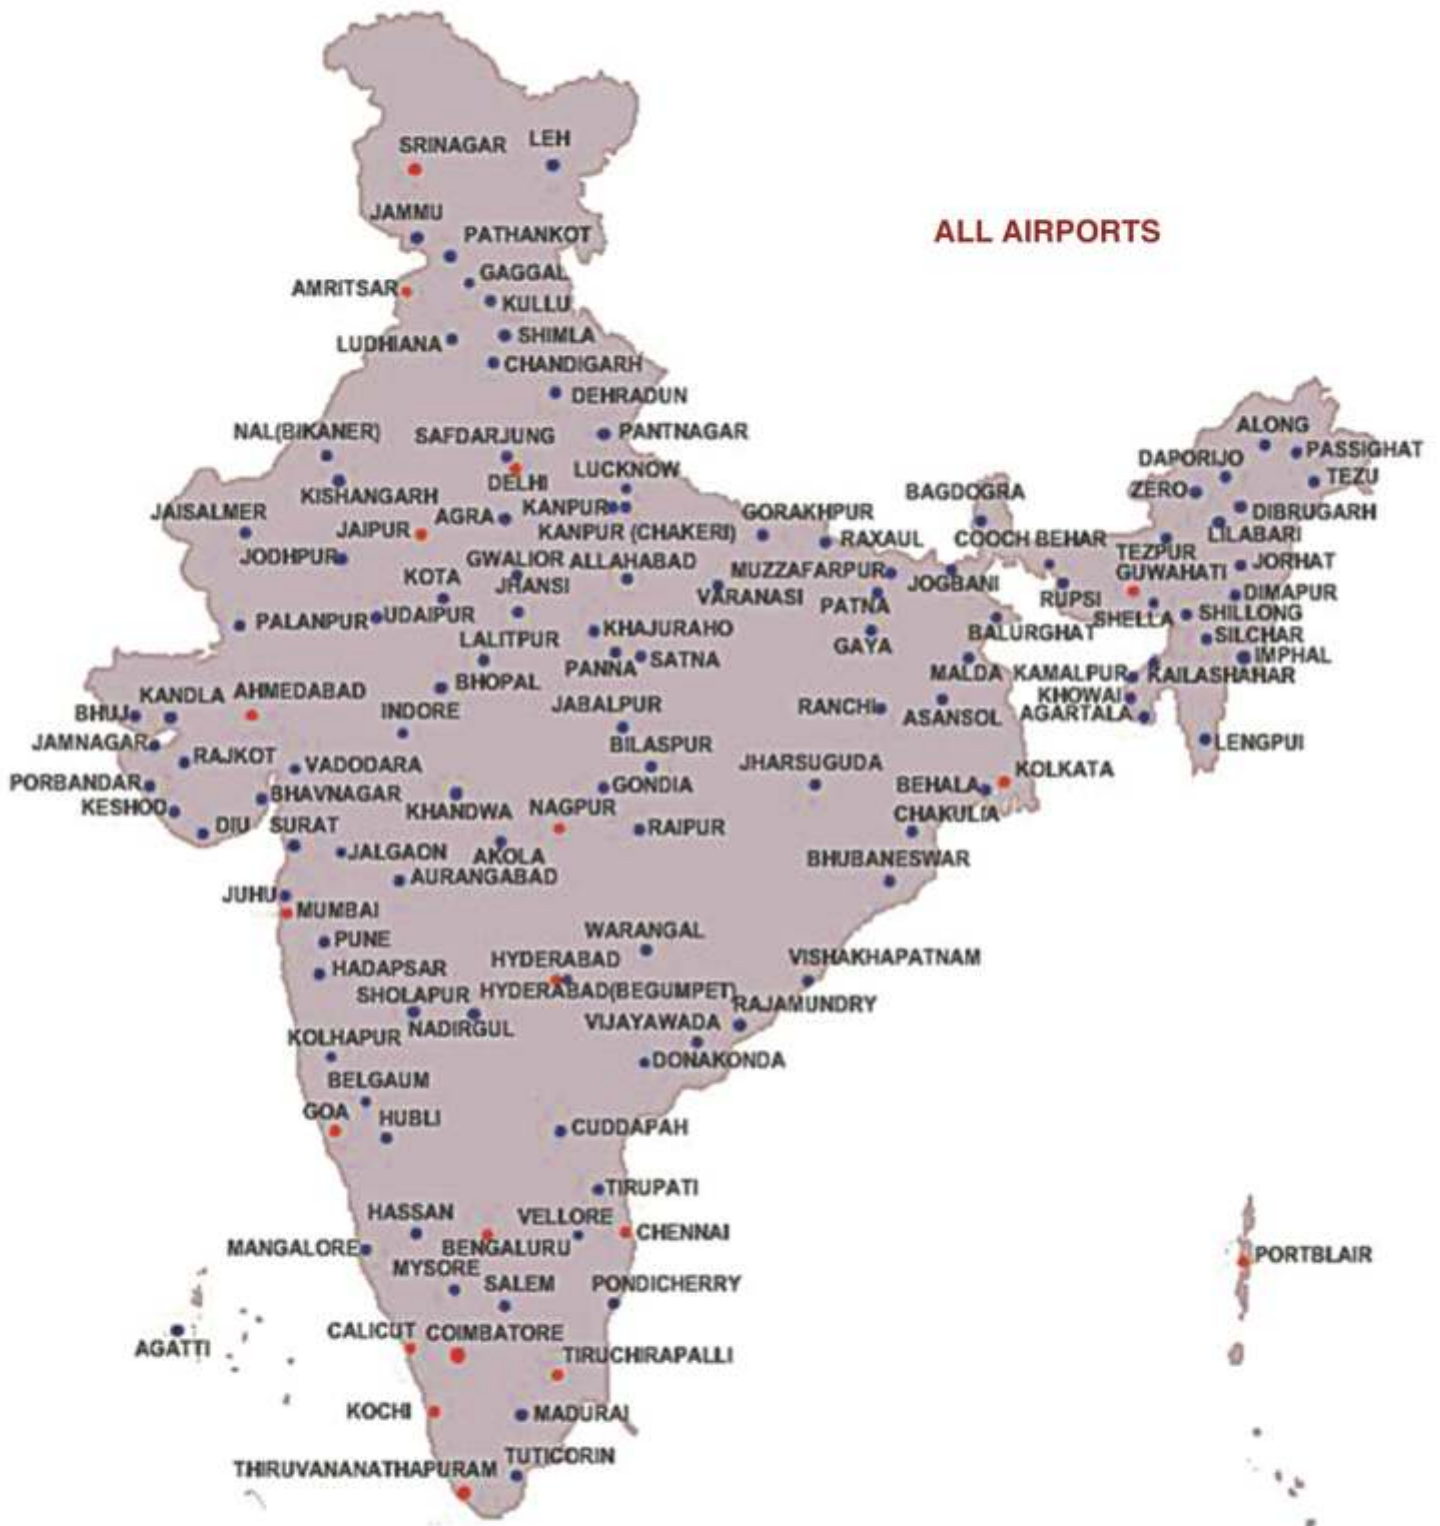 SRINAGAR
LEH
JAMMU
PATHANKOT
ALL AIRPORTS
GAGGAL
AMRITSAR
KULLU
SHIMLA
LUDHIANA
CHANDIGARH
DEHRADUN
NAL(BIKANER)
SAFDARJUNG
PANTNAGAR
ALONG
PASSIGHAT
DAPORIJO
LUCKNOW
TEZU
DELHI
ZERO
KISHANGARH
BAGDOGRA
KANPUR
JAISALMER
AGRA
GORAKHPUR
DIBRUGARH
JAIPUR
KANPUR (CHAKERI)
RAXAUL
COOCH BEHAR
LILABARI
TEZPUR
JODHPUR
GWALIOR
ALLAHABAD
MUZZAFARPUR
GUWAHATI
JORHAT
KOTA
JHANSI
JOGBANI
VARANASI
PATNA
RUPSI
DIMAPUR
PALANPUR
UDAIPUR
SHELLA
SHILLONG
LALITPUR
KHAJURAHO
GAYA
BALURGHAT
SILCHAR
PANNA
SATNA
IMPHAL
MALDA
KAMALPUR
KAILASHAHAR
BHOPAL
KANDLA
AHMEDABAD
KHOWAI
JABALPUR
RANCHI
BHUJ
INDORE
ASANSOL
AGARTALA
JAMNAGAR
BILASPUR
LENGPUI
RAJKOT
VADODARA
JHARSUGUDA
KOLKATA
PORBANDAR
GONDIA
BEHALA
BHAVNAGAR
KESHOD
KHANDWA
NAGPUR
CHAKULIA
DIU
SURAT
RAIPUR
JALGAON
AKOLA
BHUBANESWAR
AURANGABAD
JUHU
MUMBAI
WARANGAL
PUNE
HYDERABAD
VISHAKHAPATNAM
HADAPSAR
HYDERABAD(BEGUMPET)
SHOLAPUR
RAJAMUNDRY
NADIRGUL
VIJAYAWADA
KOLHAPUR
DONAKONDA
BELGAUM
GOA
HUBLI
CUDDAPAH
TIRUPATI
HASSAN
VELLORE
CHENNAI
MANGALORE
BENGALURU
PORTBLAIR
MYSORE
SALEM
PONDICHERRY
CALICUT
COIMBATORE
AGATTI
TIRUCHIRAPALLI
KOCHI
MADURAI
TUTICORIN
THIRUVANANATHAPURAM